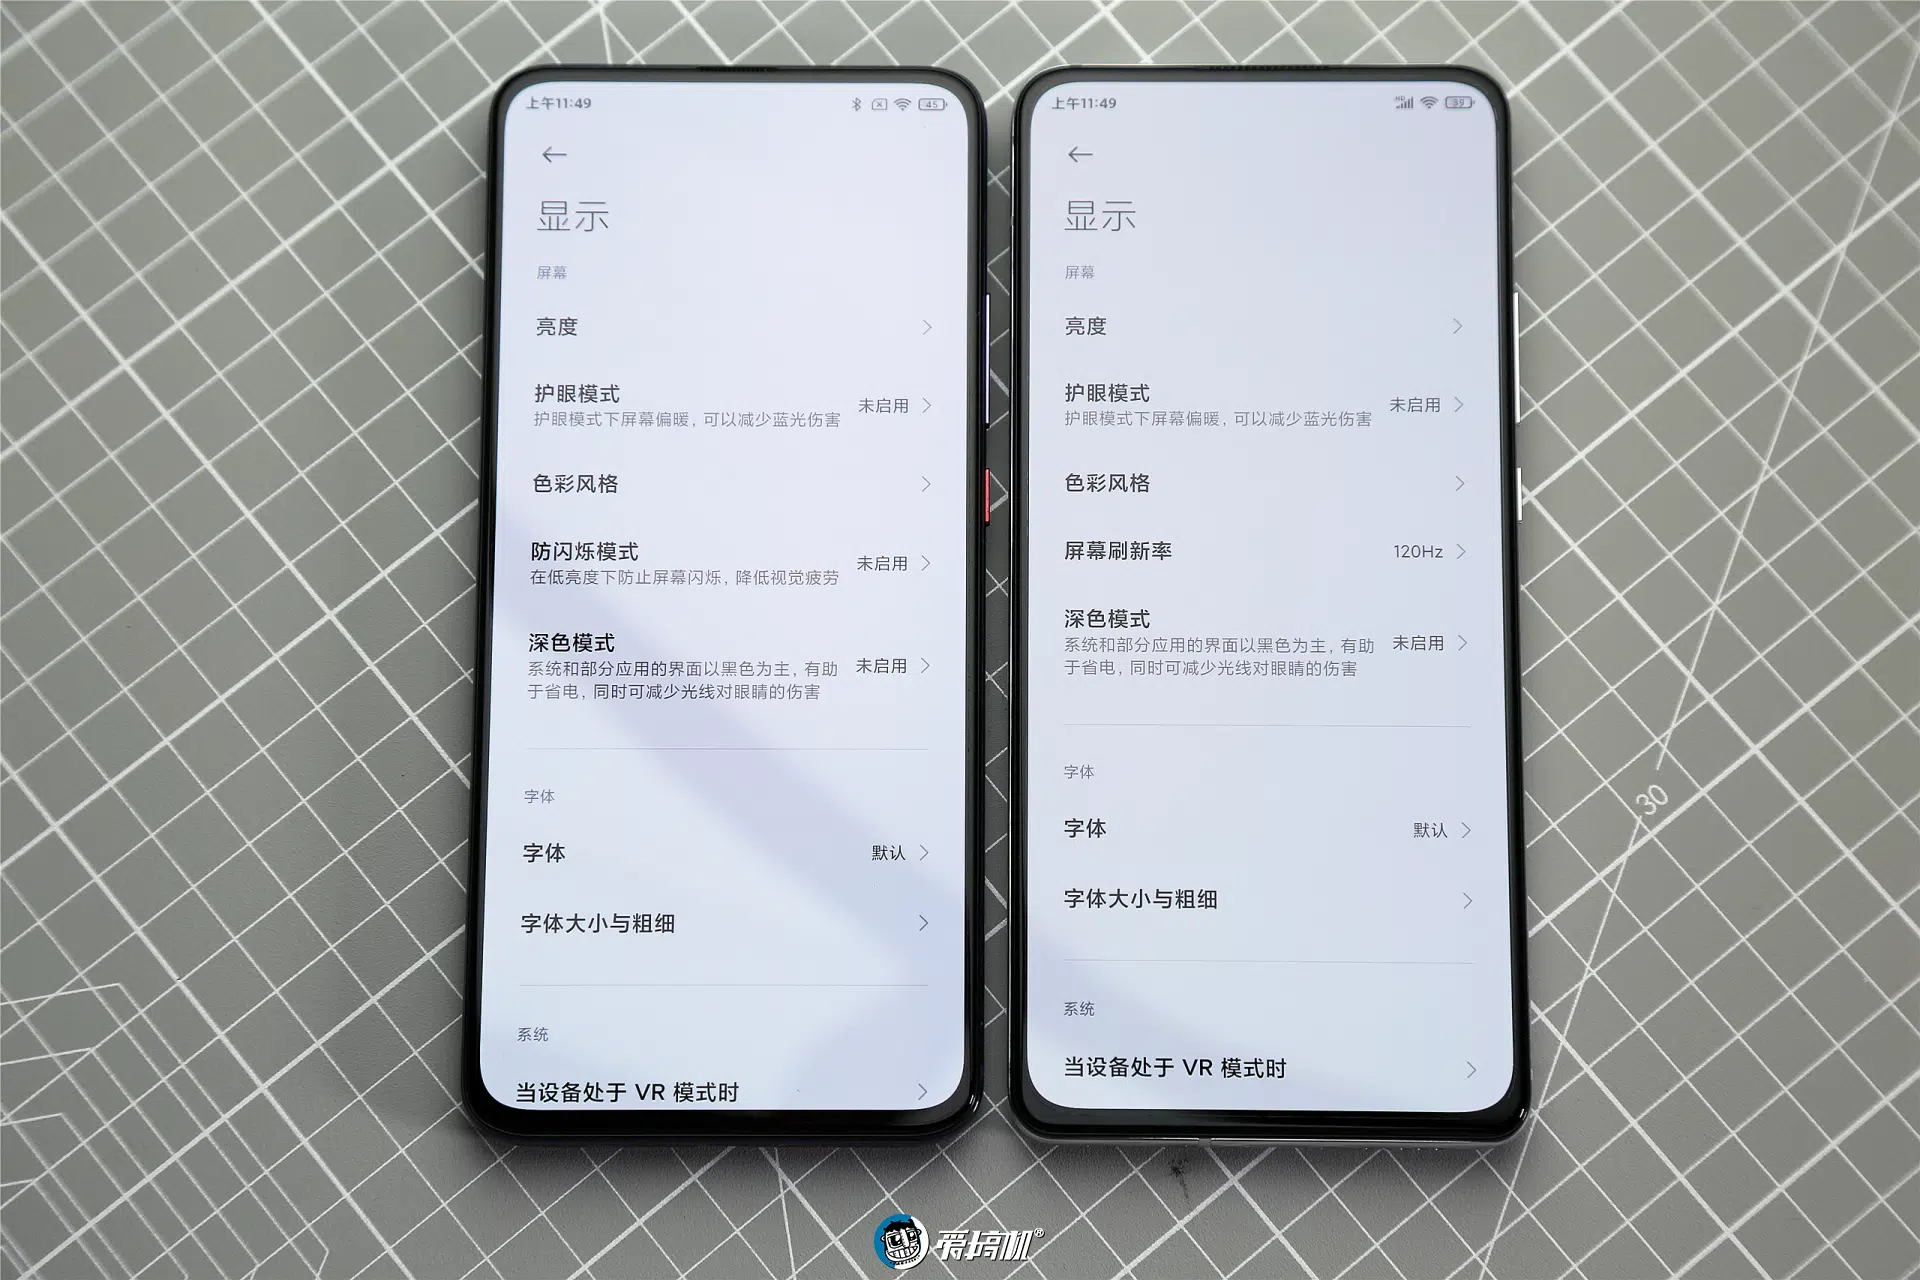 上午11:49
45
显示
屏幕
亮度
护眼模式
护眼模式下屏幕偏暖，可以减少蓝光伤害
未启用
色彩风格
防闪烁模式
在低亮度下防止屏幕闪烁，降低视觉疲劳
未启用
深色模式
系统和部分应用的界面以黑色为主，有助
于省电，同时可减少光线对眼睛的伤害
未启用
字体
字体
默认
字体大小与粗细
系统
当设备处于 VR 模式时
上午11:49
HD
39
显示
屏幕
亮度
护眼模式
护眼模式下屏幕偏暖，可以减少蓝光伤害
未启用
色彩风格
屏幕刷新率
120Hz
深色模式
系统和部分应用的界面以黑色为主，有助
于省电，同时可减少光线对眼睛的伤害
未启用
字体
字体
默认
字体大小与粗细
系统
当设备处于 VR 模式时
30
爱搞机®